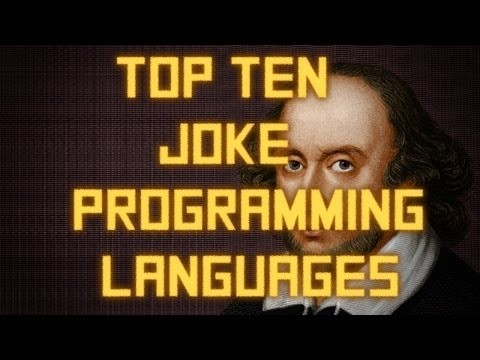 TOP TEN
JOKE
PROGRAMMING
LANGUAGES